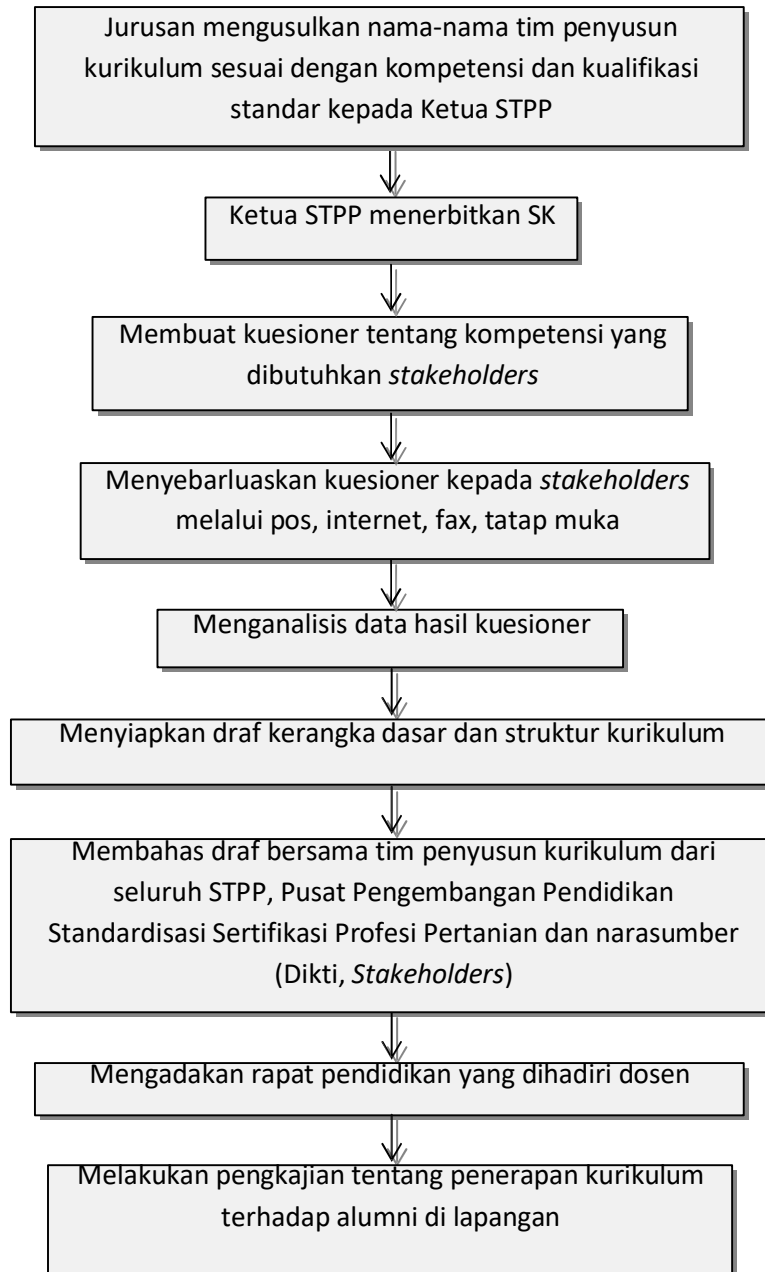 Jurusan mengusulkan nama-nama tim penyusun
kurikulum sesuai dengan kompetensi dan kualifikasi
standar kepada Ketua STPP
Ketua STPP menerbitkan SK
Membuat kuesioner tentang kompetensi yang
dibutuhkan stakeholders
Menyebarluaskan kuesioner kepada stakeholders
melalui pos, internet, fax, tatap muka
Menganalisis data hasil kuesioner
Menyiapkan draf kerangka dasar dan struktur kurikulum
Membahas draf bersama tim penyusun kurikulum dari
seluruh STPP, Pusat Pengembangan Pendidikan
Standardisasi Sertifikasi Profesi Pertanian dan narasumber
(Dikti, Stakeholders)
Mengadakan rapat pendidikan yang dihadiri dosen
Melakukan pengkajian tentang penerapan kurikulum
terhadap alumni di lapangan